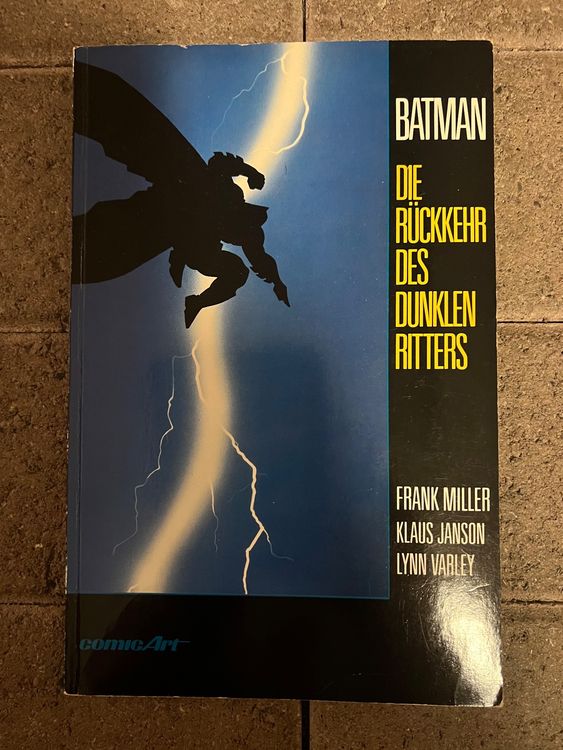 BATMAN
DIE
RÜCKKEHR
DES
DUNKLEN
RITTERS
FRANK MILLER
KLAUS JANSON
LYNN VARLEY
comicArt